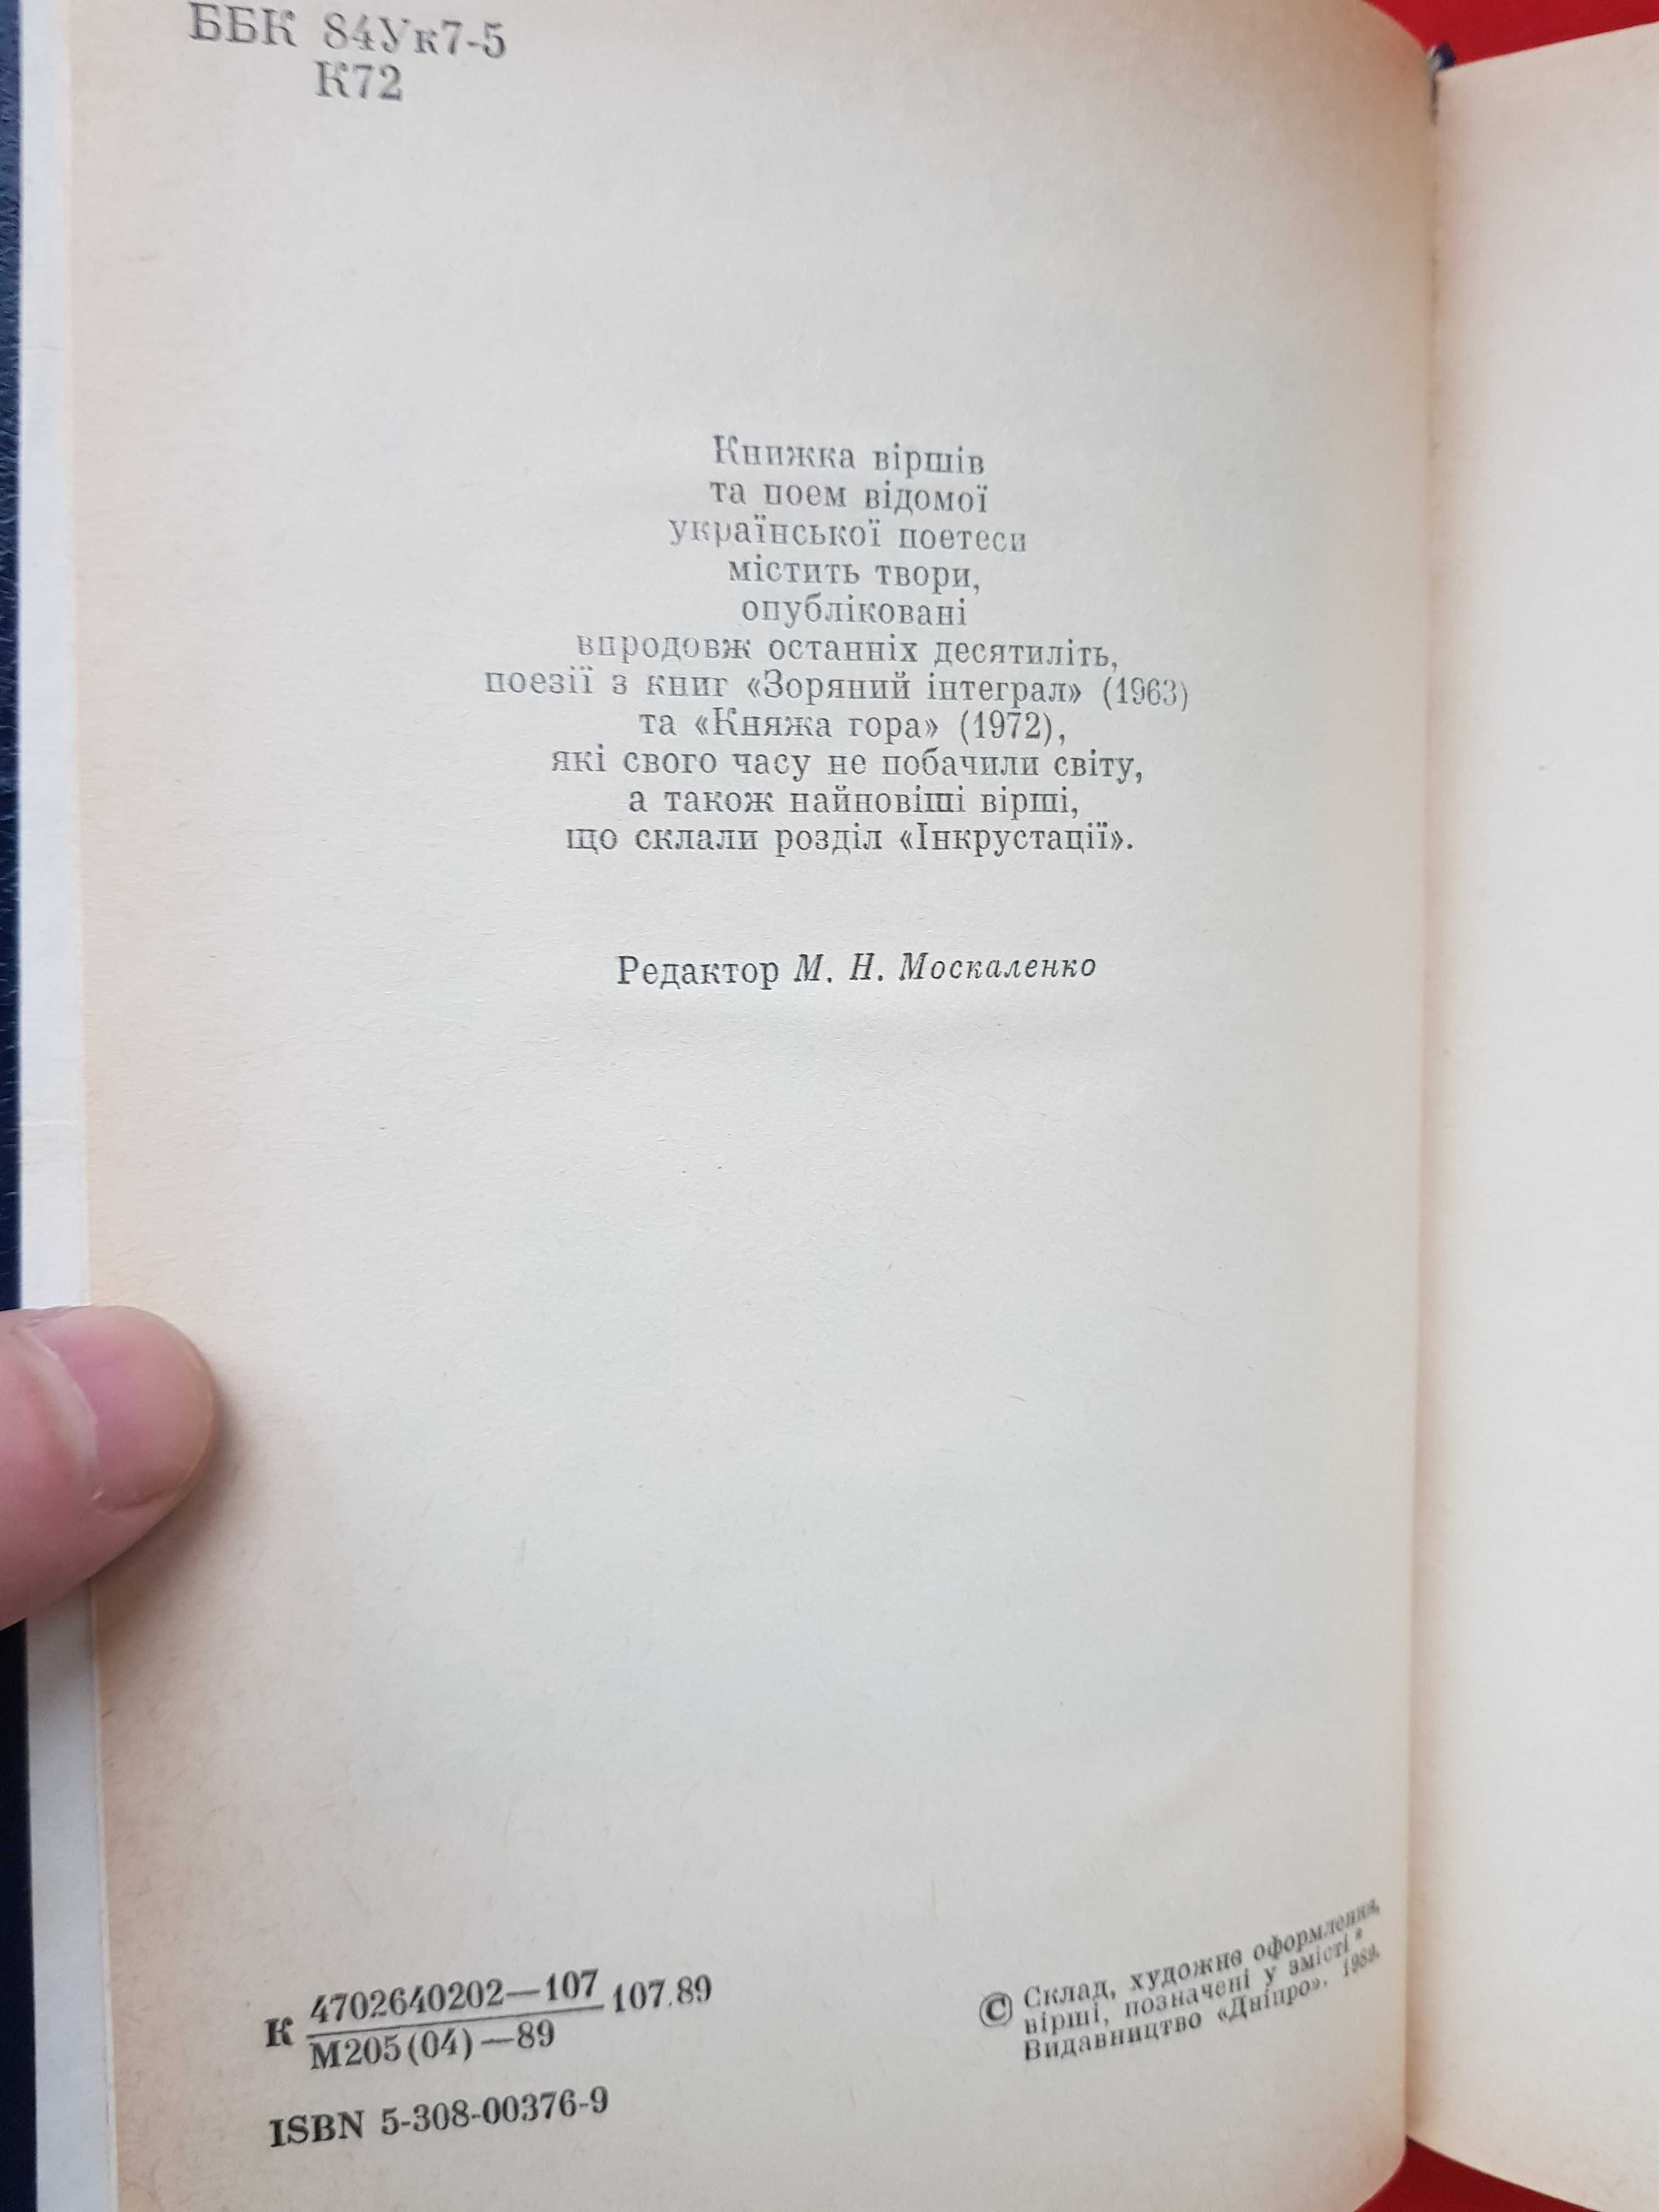 ББК 84Ук7-5
К72
Книжка віршів
та поем відомої
української поетеси
містить твори,
опубліковані
впродовж останніх десятиліть,
поезії з книг «Зоряний інтеграл» (1963)
та «Княжа гора» (1972),
які свого часу не побачили світу,
а також найновіші вірші,
що склали розділ «Інкрустації».
Редактор М. Н. Москаленко
К 4702640202—107 107.89
М205(04)—89
ISBN 5-308-00376-9
© Склад, художнє оформлення,
вірші, позначені у змісті *
Видавництво «Дніпро», 1989.